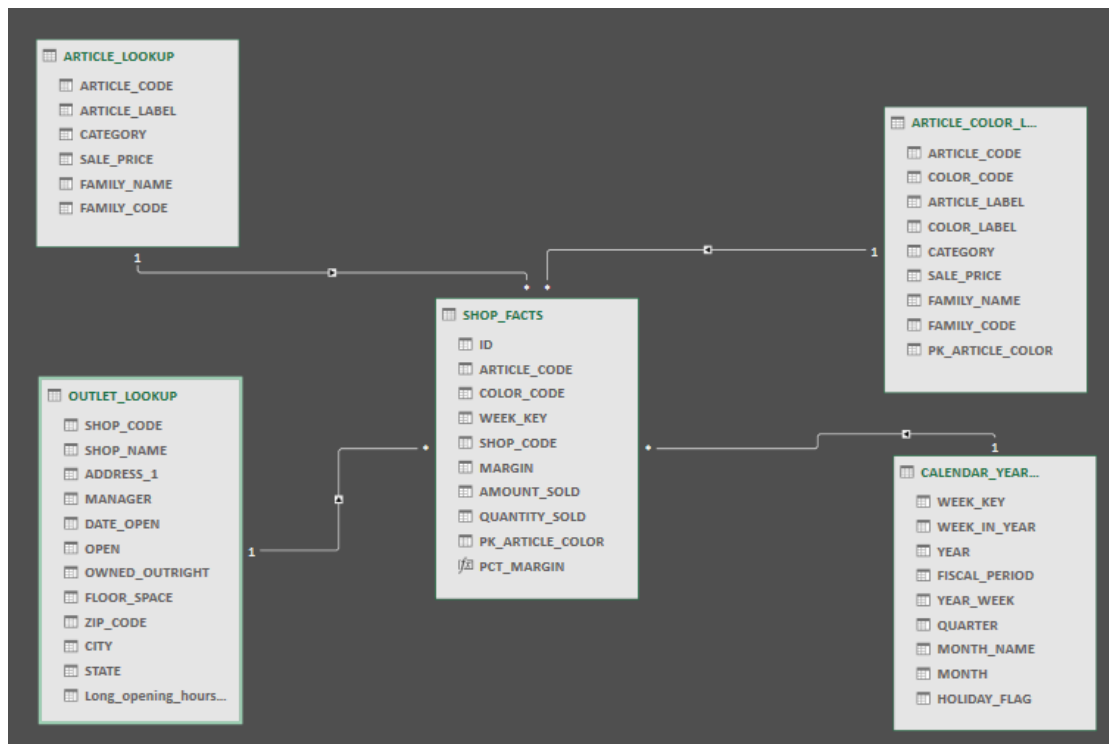 ARTICLE_LOOKUP
ARTICLE_CODE
ARTICLE_LABEL
CATEGORY
SALE_PRICE
FAMILY_NAME
FAMILY_CODE
1
ARTICLE_COLOR_L...
ARTICLE_CODE
COLOR_CODE
ARTICLE_LABEL
COLOR_LABEL
CATEGORY
SALE_PRICE
FAMILY_NAME
FAMILY_CODE
PK_ARTICLE_COLOR
1
SHOP_FACTS
ID
ARTICLE_CODE
COLOR_CODE
WEEK_KEY
SHOP_CODE
MARGIN
AMOUNT_SOLD
QUANTITY_SOLD
PK_ARTICLE_COLOR
fx PCT_MARGIN
OUTLET_LOOKUP
SHOP_CODE
SHOP_NAME
ADDRESS_1
MANAGER
DATE_OPEN
OPEN
OWNED_OUTRIGHT
FLOOR_SPACE
ZIP_CODE
CITY
STATE
Long_opening_hours...
1
1
CALENDAR_YEAR...
WEEK_KEY
WEEK_IN_YEAR
YEAR
FISCAL_PERIOD
YEAR_WEEK
QUARTER
MONTH_NAME
MONTH
HOLIDAY_FLAG